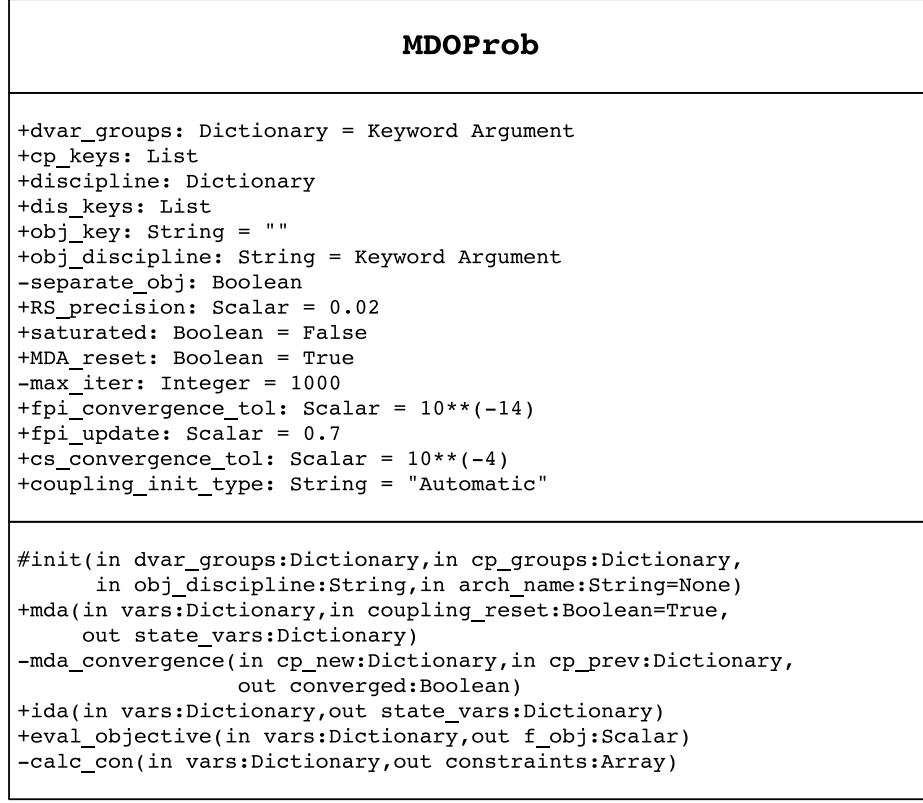 MDOProb
+dvar_groups: Dictionary = Keyword Argument
+cp_keys: List
+discipline: Dictionary
+dis_keys: List
+obj_key: String = ""
+obj_discipline: String = Keyword Argument
-separate_obj: Boolean
+RS_precision: Scalar = 0.02
+saturated: Boolean = False
+MDA_reset: Boolean = True
-max_iter: Integer = 1000
+fpi_convergence_tol: Scalar = 10**(-14)
+fpi_update: Scalar = 0.7
+cs_convergence_tol: Scalar = 10**(-4)
+coupling_init_type: String = "Automatic"
#init(in dvar_groups:Dictionary,in cp_groups:Dictionary,
in obj_discipline:String,in arch_name:String=None)
+mda(in vars:Dictionary,in coupling_reset:Boolean=True,
out state_vars:Dictionary)
-mda_convergence(in cp_new:Dictionary,in cp_prev:Dictionary,
out converged:Boolean)
+ida(in vars:Dictionary,out state_vars:Dictionary)
+eval_objective(in vars:Dictionary,out f_obj:Scalar)
-calc_con(in vars:Dictionary,out constraints:Array)